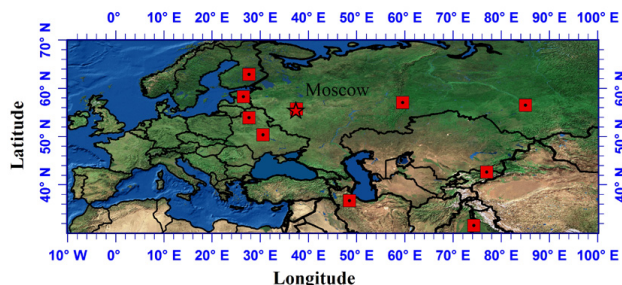 0° 10° E 20° E 30° E 40° E 50° E 60° E 70° E 80° E 90° E 100° E
70° N
60° N
50° N
40° N
Latitude
Moscow
10° W 0° 10° E 20° E 30° E 40° E 50° E 60° E 70° E 80° E 90° E 100° E
Longitude